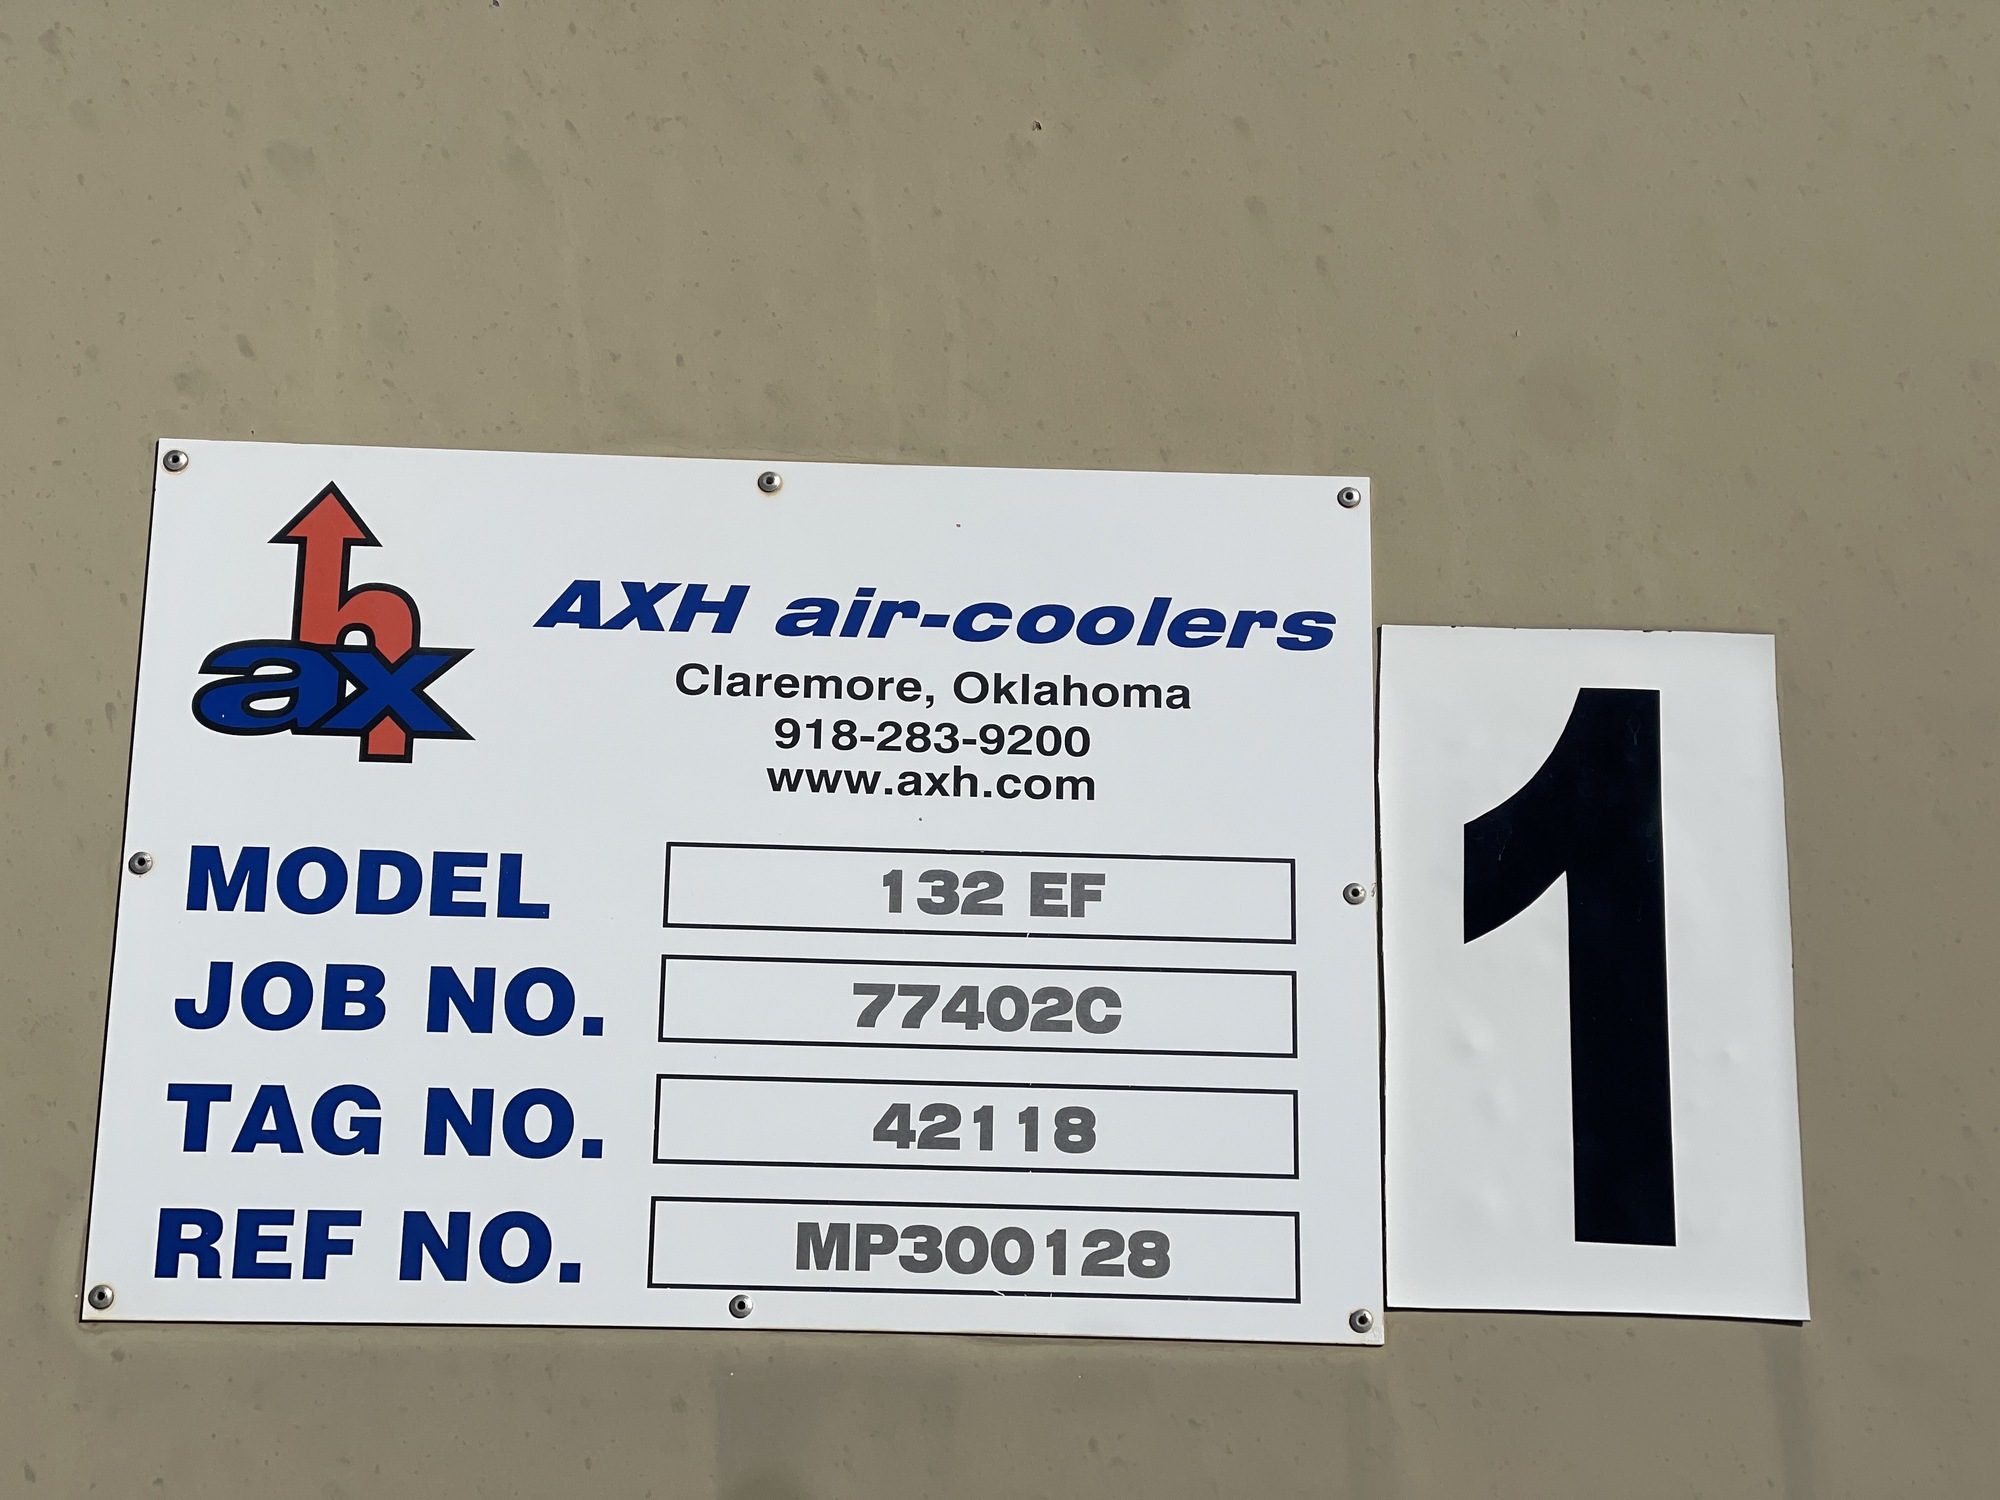 axh
AXH air-coolers
Claremore, Oklahoma
918-283-9200
www.axh.com
MODEL 132 EF
JOB NO. 77402C
TAG NO. 42118
REF NO. MP300128
1